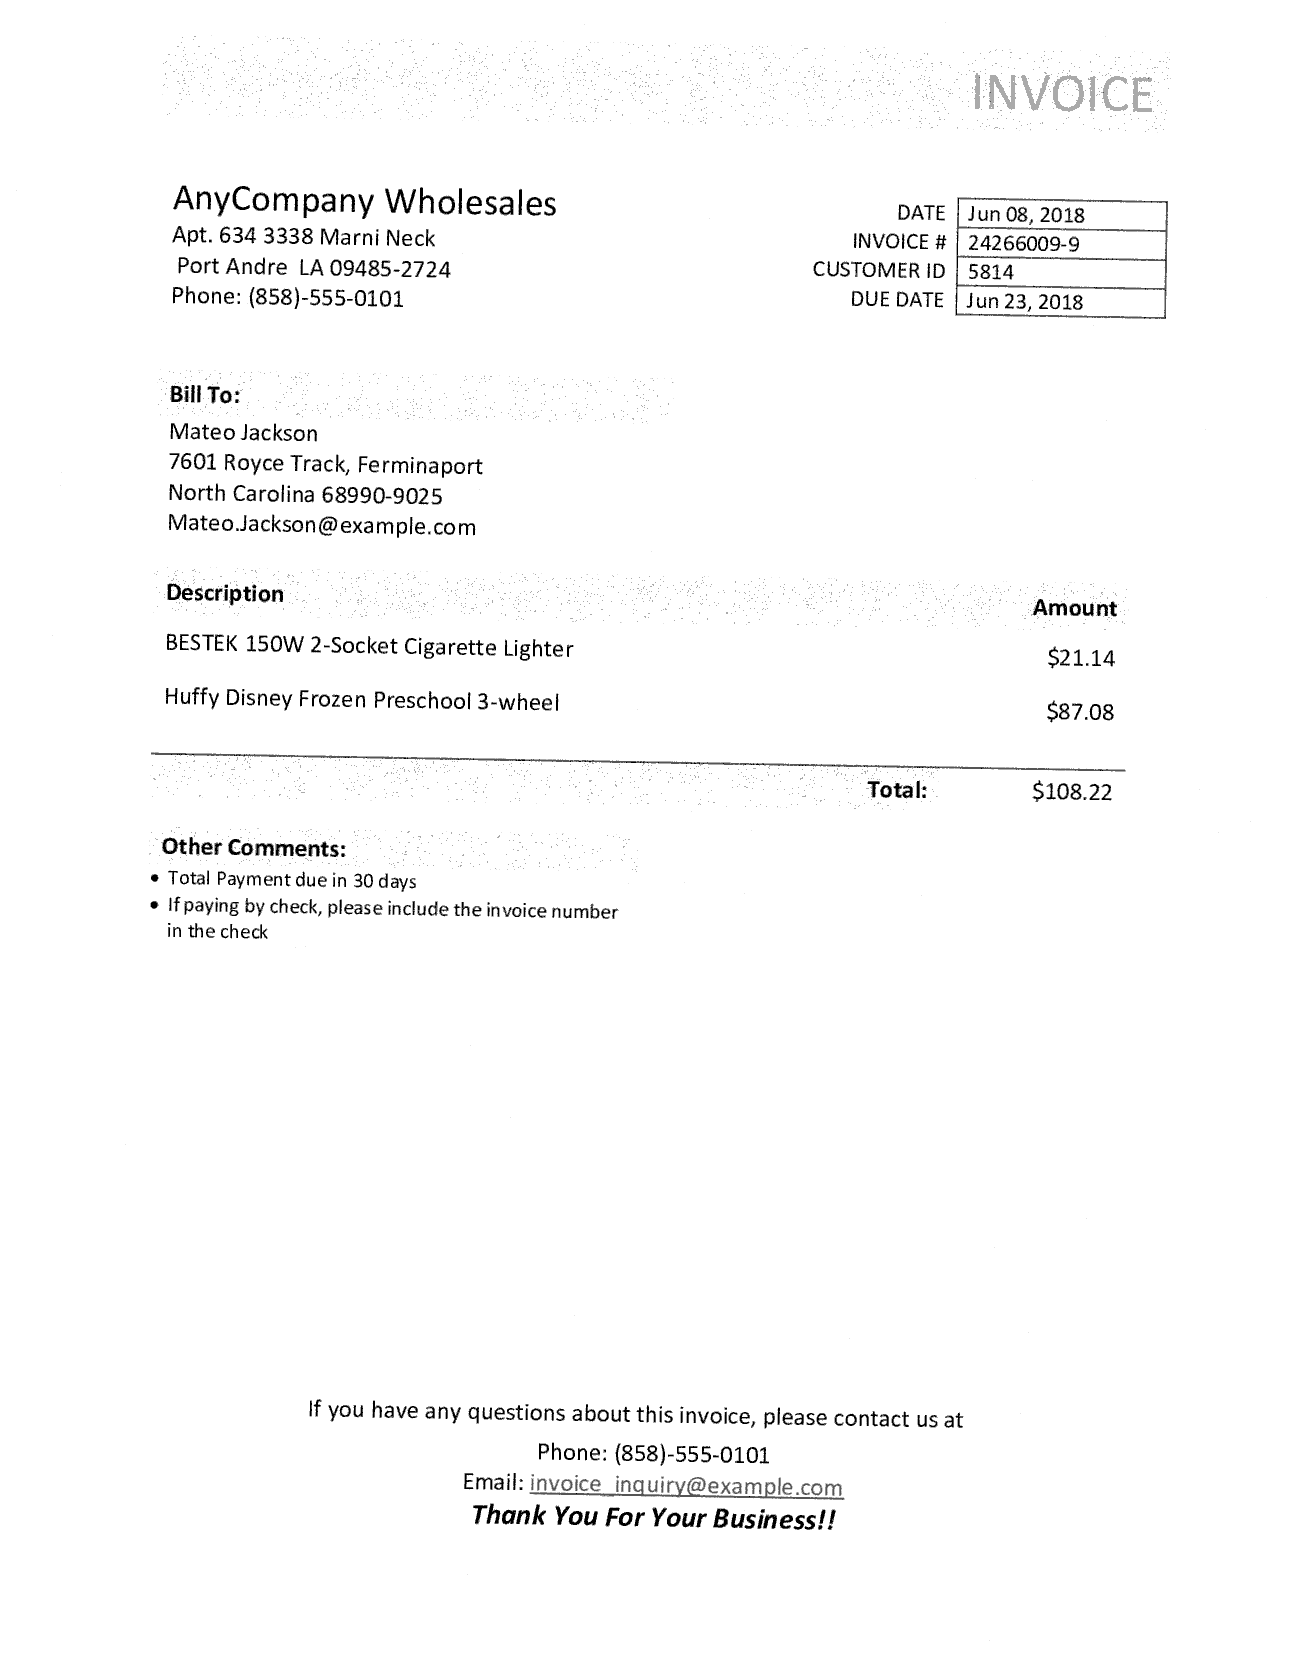 INVOICE
AnyCompany Wholesales
Apt. 634 3338 Marni Neck
Port Andre LA 09485-2724
Phone: (858)-555-0101
DATE Jun 08, 2018
INVOICE # 24266009-9
CUSTOMER ID 5814
DUE DATE Jun 23, 2018
Bill To:
Mateo Jackson
7601 Royce Track, Ferminaport
North Carolina 68990-9025
Mateo.Jackson@example.com
Description Amount
BESTEK 150W 2-Socket Cigarette Lighter $21.14
Huffy Disney Frozen Preschool 3-wheel $87.08
Total: $108.22
Other Comments:
• Total Payment due in 30 days
• If paying by check, please include the invoice number
in the check
If you have any questions about this invoice, please contact us at
Phone: (858)-555-0101
Email: invoice_inquiry@example.com
Thank You For Your Business!!